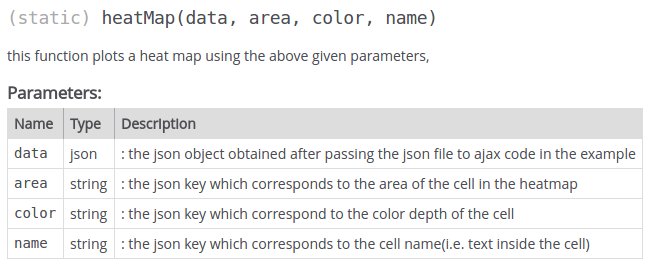 (static) heatMap(data, area, color, name)
this function plots a heat map using the above given parameters,
Parameters:
Name Type Description
data json : the json object obtained after passing the json file to ajax code in the example
area string : the json key which corresponds to the area of the cell in the heatmap
color string : the json key which correspond to the color depth of the cell
name string : the json key which corresponds to the cell name(i.e. text inside the cell)